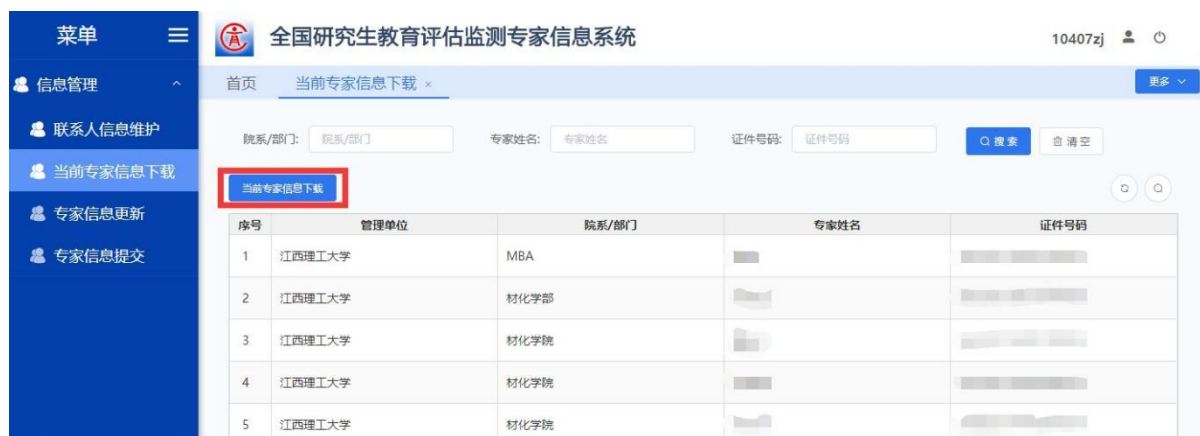 菜单
全国研究生教育评估监测专家信息系统
10407zj
信息管理
首页 当前专家信息下载 ×
更多
联系人信息维护
院系/部门: 院系/部门 专家姓名: 专家姓名 证件号码: 证件号码 搜索 清空
当前专家信息下载
当前专家信息下载
专家信息更新
序号 管理单位 院系/部门 专家姓名 证件号码
专家信息提交
1 江西理工大学 MBA
2 江西理工大学 材化学部
3 江西理工大学 材化学院
4 江西理工大学 材化学院
5 江西理工大学 材化学院